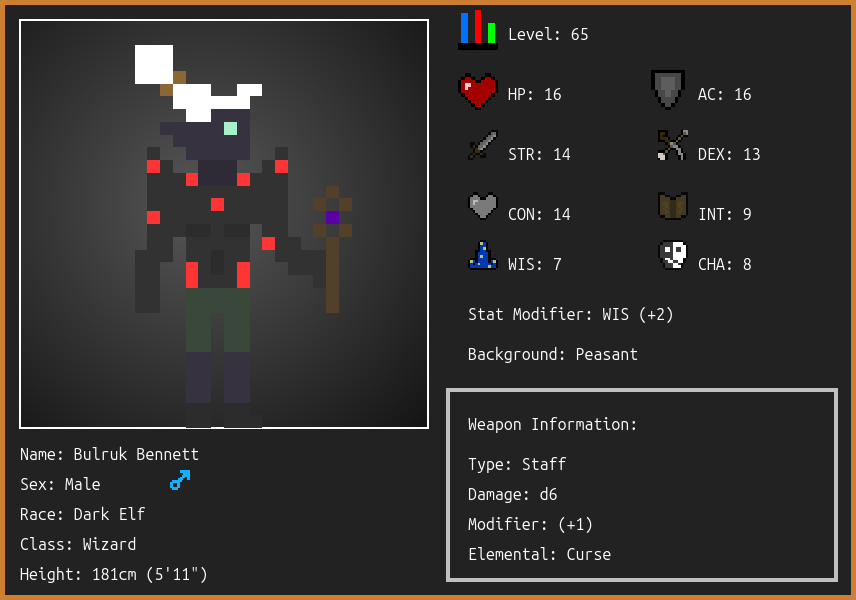 Level: 65
HP: 16
AC: 16
STR: 14
DEX: 13
CON: 14
INT: 9
WIS: 7
CHA: 8
Stat Modifier: WIS (+2)
Background: Peasant
Weapon Information:
Type: Staff
Damage: d6
Modifier: (+1)
Elemental: Curse
Name: Bulruk Bennett
Sex: Male
Race: Dark Elf
Class: Wizard
Height: 181cm (5'11")